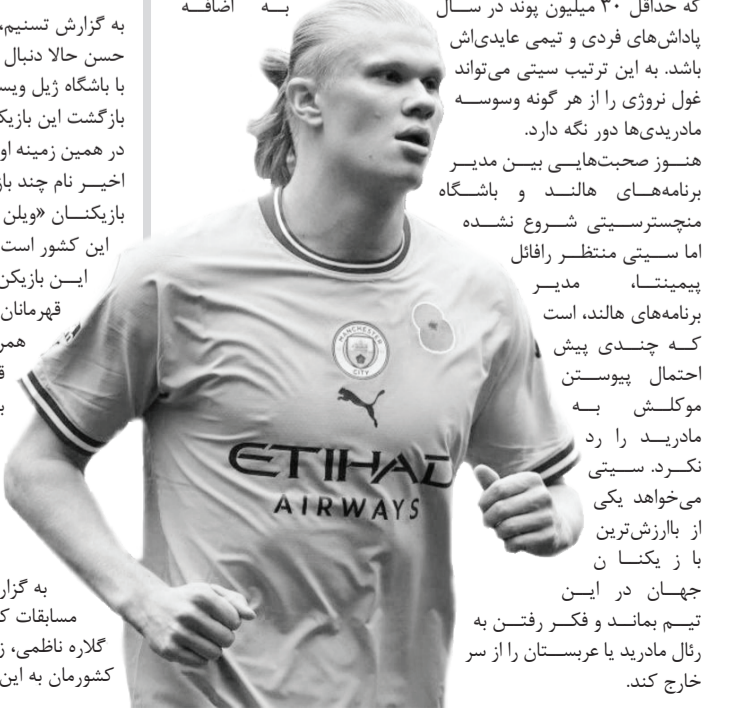 به اضافه
که حداقل ۳۰ میلیون پوند در سال
پاداش‌های فردی و تیمی عایدی‌اش
باشد. به این ترتیب سیتی می‌تواند
غول نروژی را از هر گونه وسوسه
مادریدی‌ها دور نگه دارد.
هنوز صحبت‌هایی بین مدیر
برنامه‌های هالند و باشگاه
منچسترسیتی شروع نشده
اما سیتی منتظر رافائل
پیمینتا، مدیر
برنامه‌های هالند، است
که چندی پیش
احتمال پیوستن
موکلش به
مادرید را رد
نکرد. سیتی
می‌خواهد یکی
از باارزش‌ترین
با ز یکنا ن
جهان در این
تیم بماند و فکر رفتن به
رئال مادرید یا عربستان را از سر
خارج کند.
MANCHESTER
CITY
ETIHAD
AIRWAYS
به گزارش تسنیم،
حسن حالا دنبال
با باشگاه ژیل ویس
بازگشت این بازیک
در همین زمینه او
اخیر نام چند باز
بازیکنان «ویلن
این کشور است
این بازیکن
قهرمانان
همر
ق
ب
به گزار
مسابقات ک
گلاره ناظمی، ز
کشورمان به این